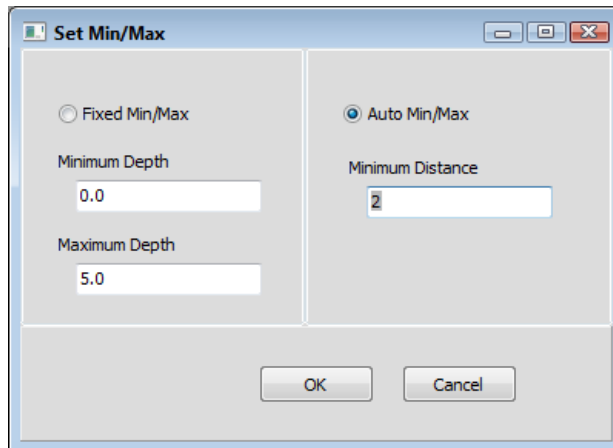 Set Min/Max
Fixed Min/Max
Minimum Depth
0.0
Maximum Depth
5.0
Auto Min/Max
Minimum Distance
2
OK
Cancel